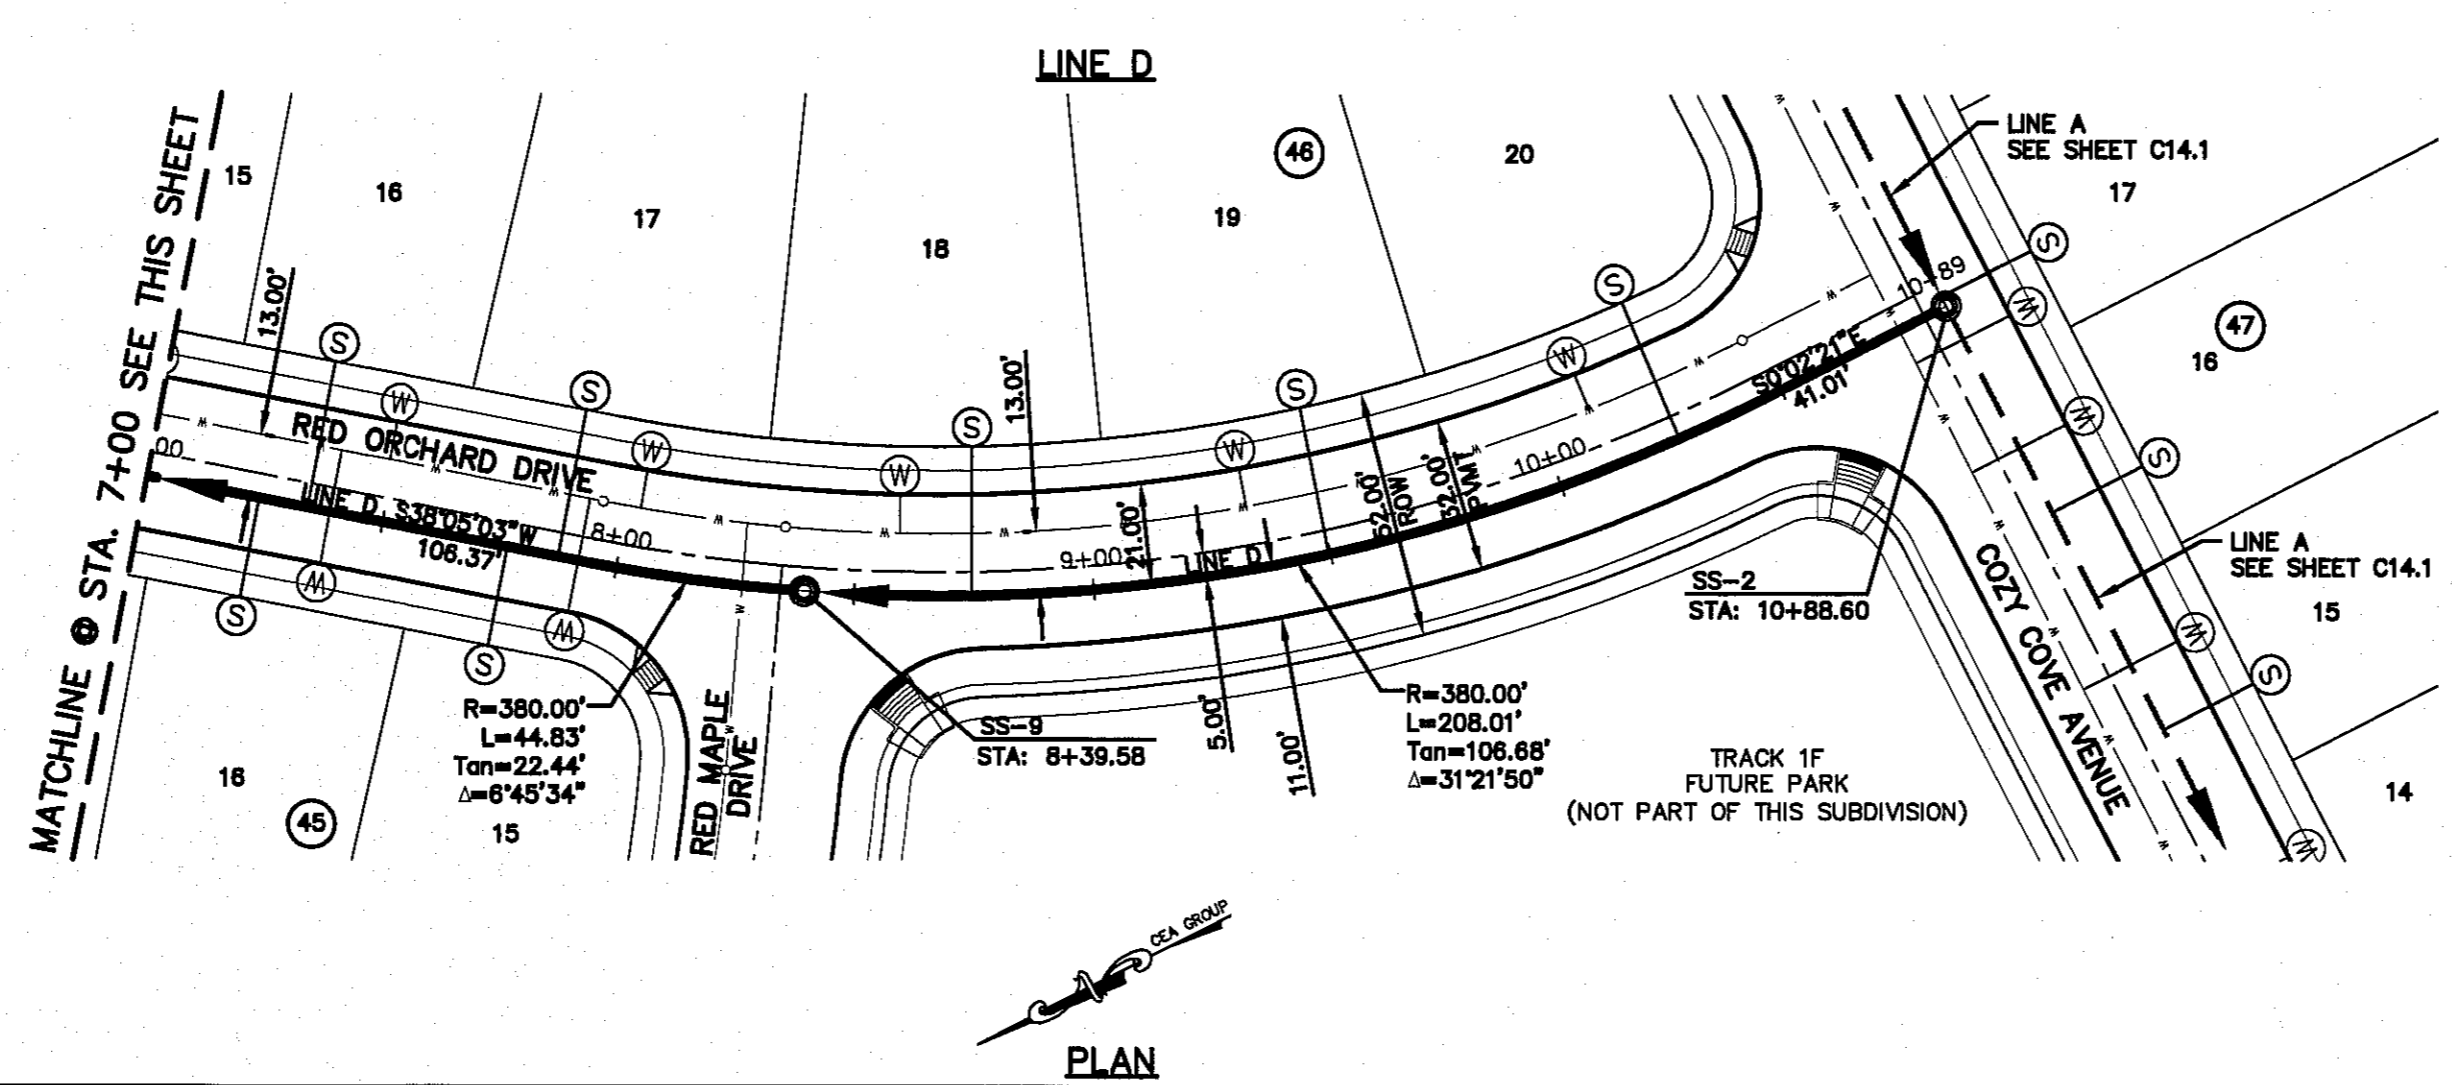 LINE D
MATCHLINE @ STA. 7+00 SEE THIS SHEET
15
16
17
18
19
46
20
LINE A
SEE SHEET C14.1
17
47
16
LINE A
SEE SHEET C14.1
15
14
13.00'
S
S
S
S
S
S
S
S
S
S
W
W
W
W
W
W
W
W
W
W
W
13.00'
00
RED ORCHARD DRIVE
LINE D, S38°05'03"W
106.37'
8+00
9+00
21.00'
LINE D
62.00'
ROW
32.00'
PVMT
10+00
S0°02'21"E
41.01'
10+89
SS-2
STA: 10+88.60
COZY COVE AVENUE
R=380.00'
L=44.83'
Tan=22.44'
Δ=6°45'34"
RED MAPLE
DRIVE
SS-9
STA: 8+39.58
5.00'
11.00'
R=380.00'
L=208.01'
Tan=106.68'
Δ=31°21'50"
TRACK 1F
FUTURE PARK
(NOT PART OF THIS SUBDIVISION)
16
45
15
CEA GROUP
PLAN